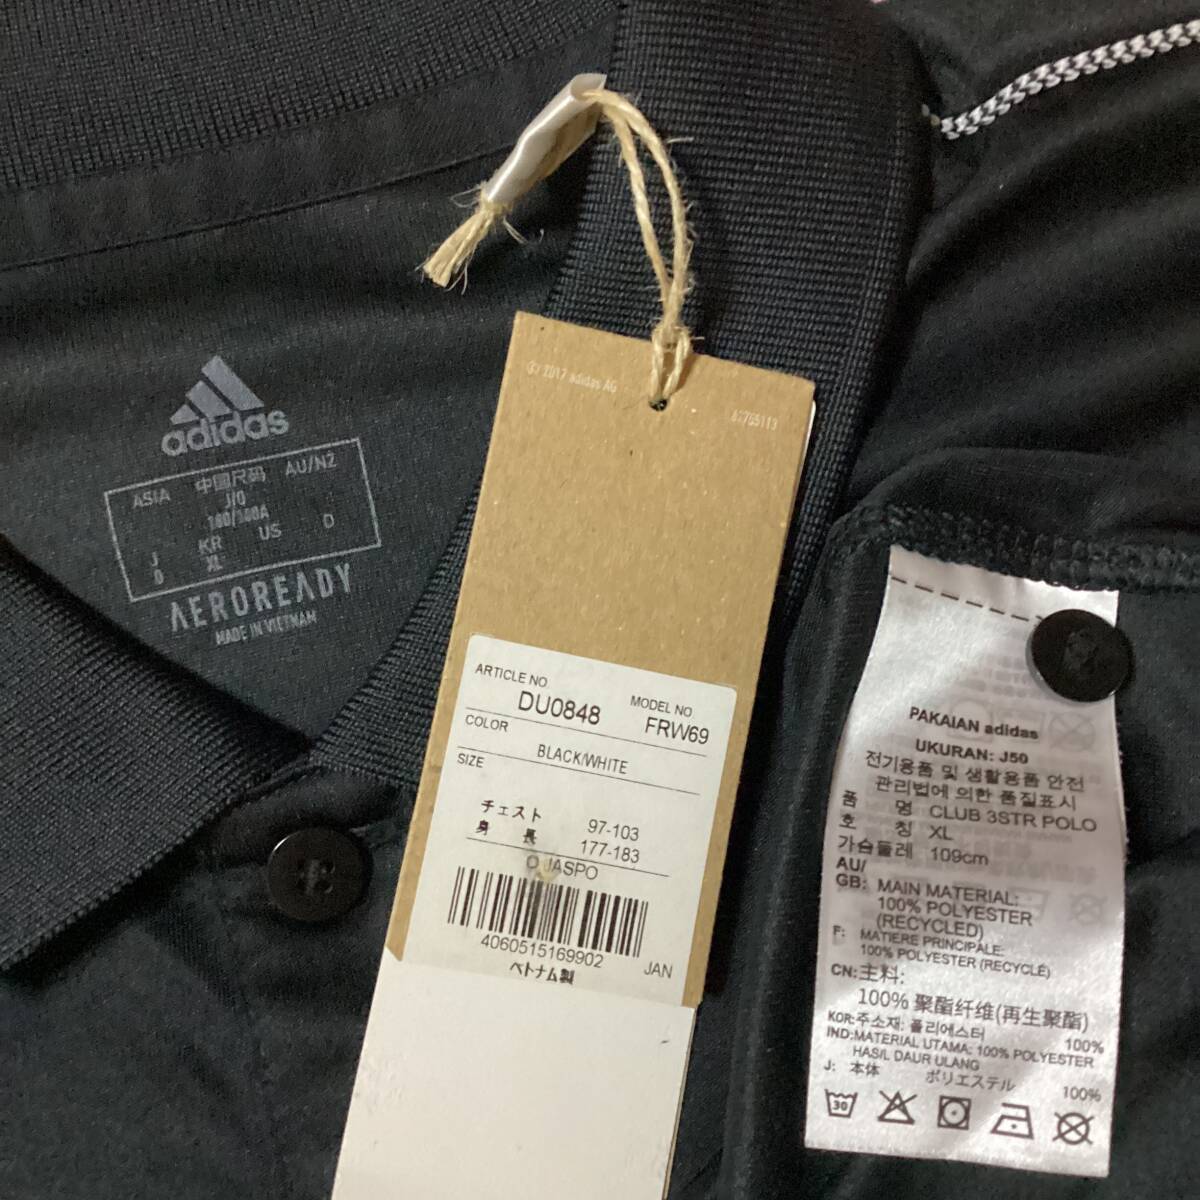 adidas
ASIA 中国尺码 AU/NZ
J/O
J KR US O
O XL
AEROREADY
MADE IN VIETNAM
© 2017 adidas AG
ARTICLE NO. MODEL NO.
DU0848 FRW69
COLOR
BLACK/WHITE
SIZE
チェスト 97-103
身長 177-183
O JASPO
4060515169902 JAN
ベトナム製
PAKAIAN adidas
UKURAN: J50
전기용품 및 생활용품 안전
관리법에 의한 품질표시
품 명 CLUB 3STR POLO
호 칭 XL
가슴둘레 109cm
AU/
GB: MAIN MATERIAL:
100% POLYESTER
(RECYCLED)
F: MATIERE PRINCIPALE:
100% POLYESTER (RECYCLÉ)
CN: 主料:
100% 聚酯纤维(再生聚酯)
KOR: 주소재: 폴리에스터 100%
IND: MATERIAL UTAMA: 100% POLYESTER
HASIL DAUR ULANG
J: 本体 ポリエステル 100%
30